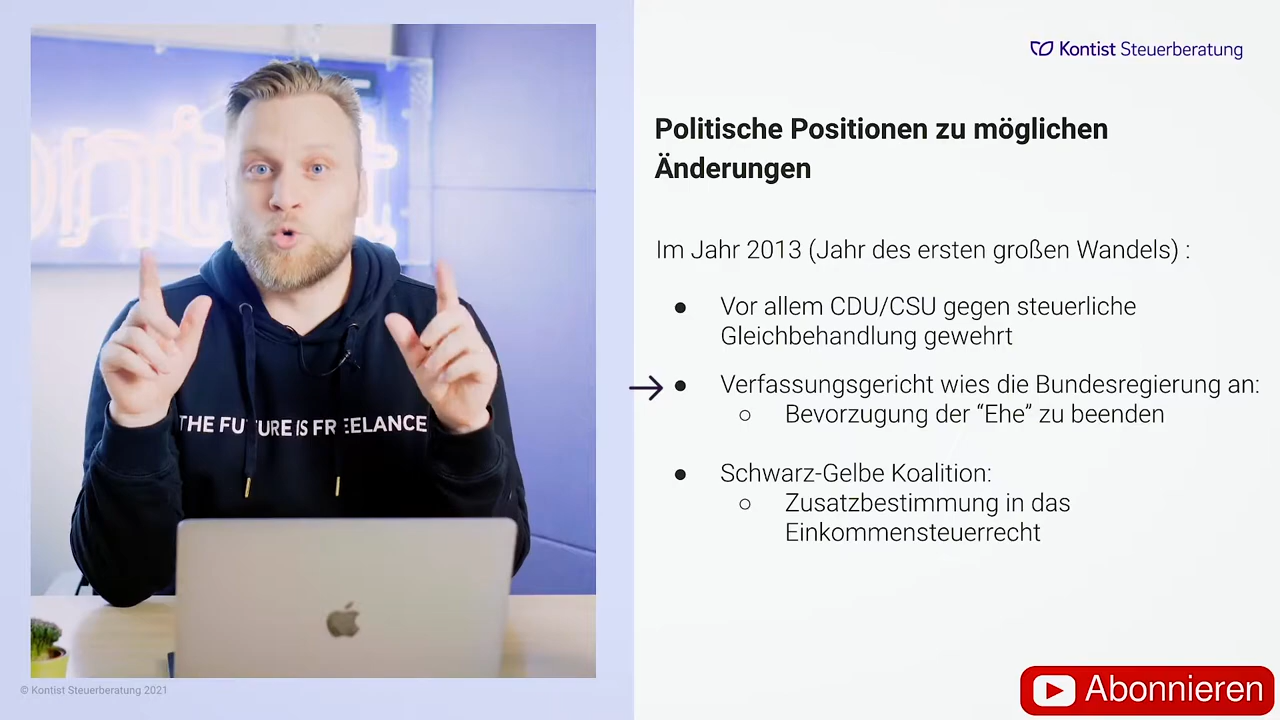 Kontist Steuerberatung
Politische Positionen zu möglichen
Änderungen
Im Jahr 2013 (Jahr des ersten großen Wandels) :
● Vor allem CDU/CSU gegen steuerliche
Gleichbehandlung gewehrt
→ ● Verfassungsgericht wies die Bundesregierung an:
○ Bevorzugung der “Ehe” zu beenden
● Schwarz-Gelbe Koalition:
○ Zusatzbestimmung in das
Einkommensteuerrecht
THE FUTURE IS FREELANCE
© Kontist Steuerberatung 2021
Abonnieren